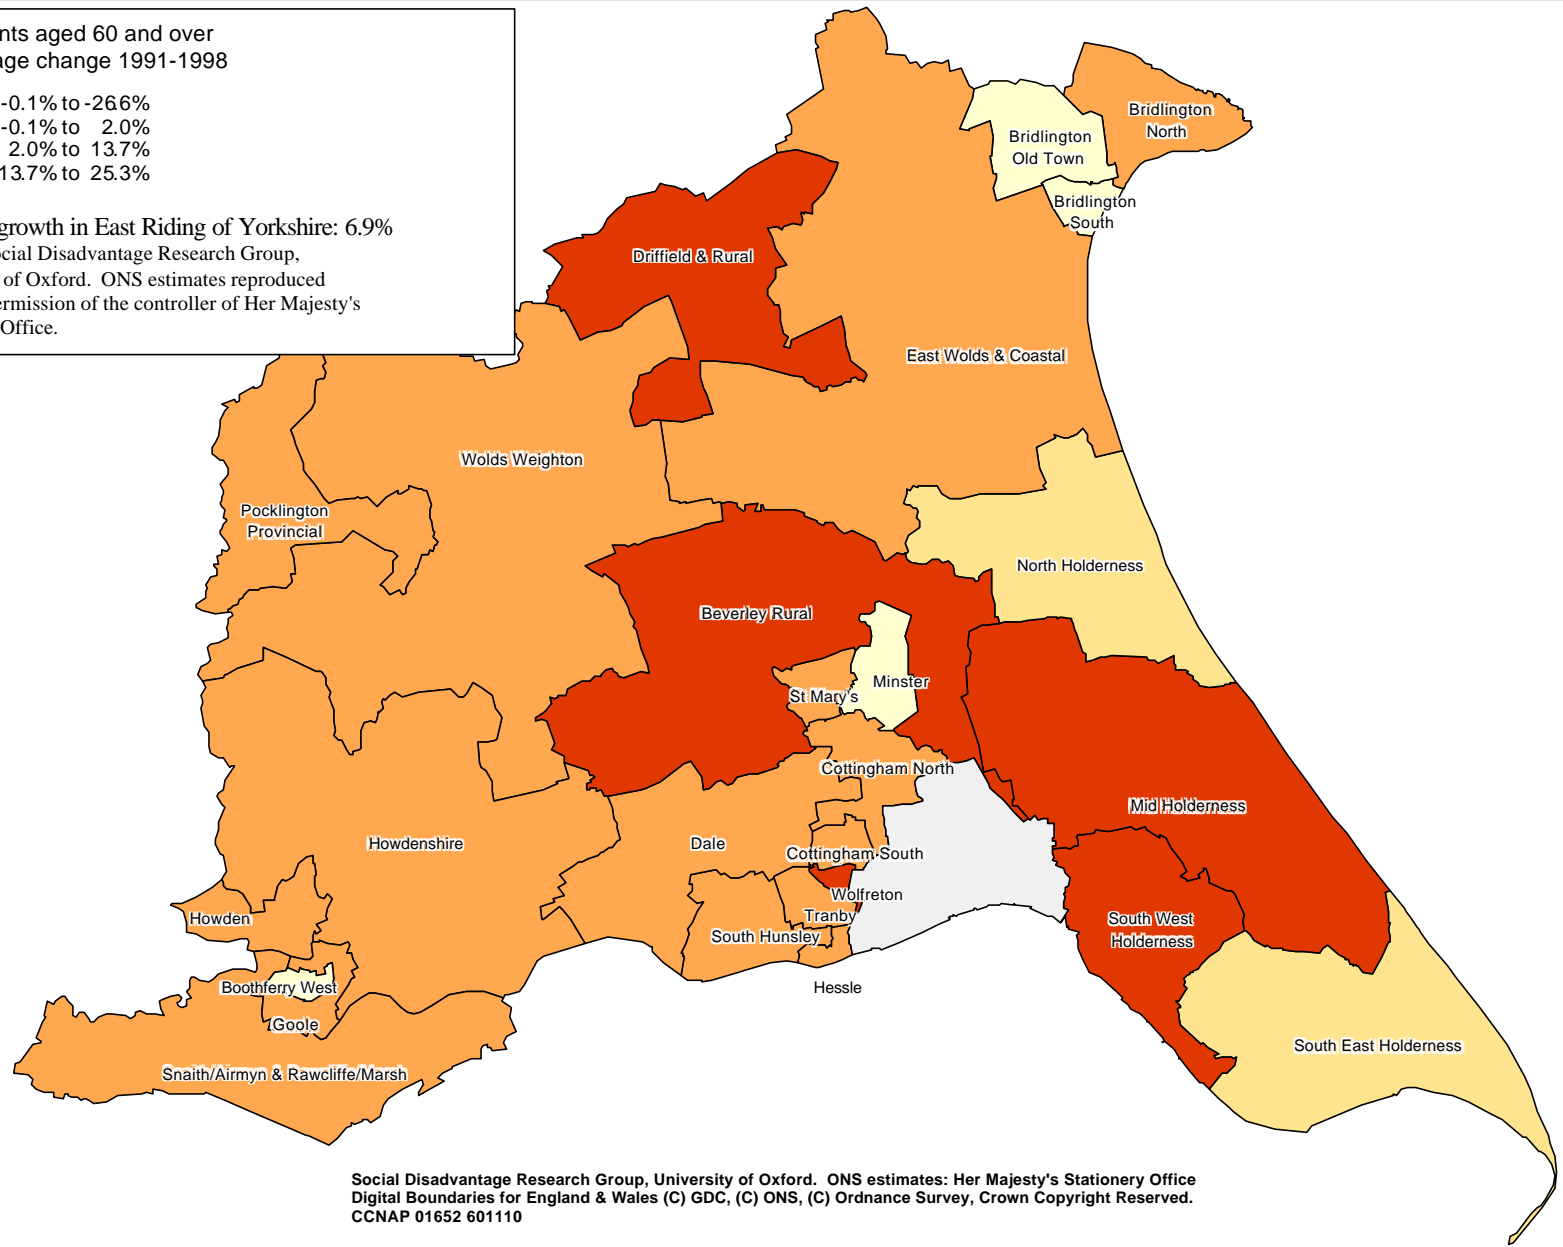 nts aged 60 and over
age change 1991-1998
-0.1% to -26.6%
-0.1% to 2.0%
2.0% to 13.7%
13.7% to 25.3%
growth in East Riding of Yorkshire: 6.9%
ocial Disadvantage Research Group,
of Oxford. ONS estimates reproduced
ermission of the controller of Her Majesty's
Office.
Bridlington
North
Bridlington
Old Town
Bridlington
South
Driffield & Rural
East Wolds & Coastal
Wolds Weighton
Pocklington
Provincial
North Holderness
Beverley Rural
Minster
St Mary's
Cottingham North
Mid Holderness
Howdenshire
Dale
Cottingham South
Wolfreton
Tranby
Howden
South Hunsley
South West
Holderness
Boothferry West
Hessle
Goole
South East Holderness
Snaith/Airmyn & Rawcliffe/Marsh
Social Disadvantage Research Group, University of Oxford. ONS estimates: Her Majesty's Stationery Office
Digital Boundaries for England & Wales (C) GDC, (C) ONS, (C) Ordnance Survey, Crown Copyright Reserved.
CCNAP 01652 601110